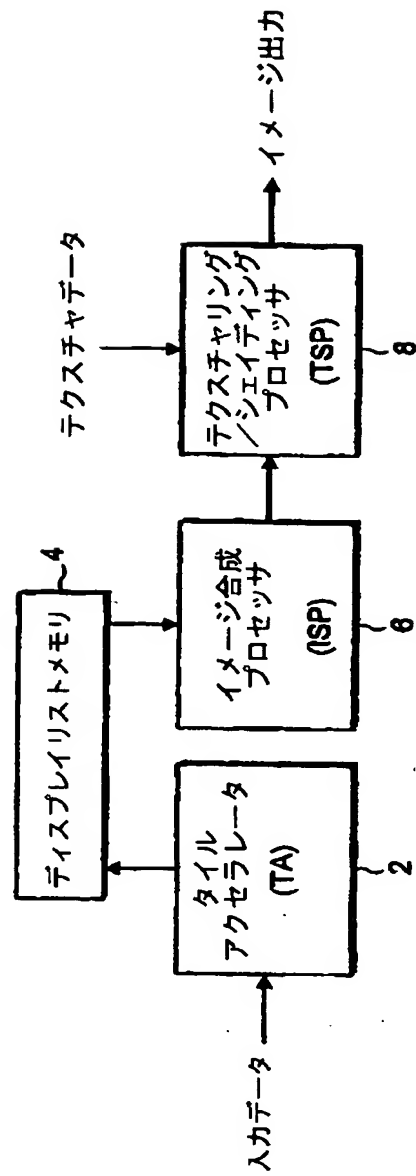 入力データ
タイル
アクセラレータ
(TA)
2
ディスプレイリストメモリ
4
イメージ合成
プロセッサ
(ISP)
6
テクスチャデータ
テクスチャリング
/シェイディング
プロセッサ
(TSP)
8
イメージ出力